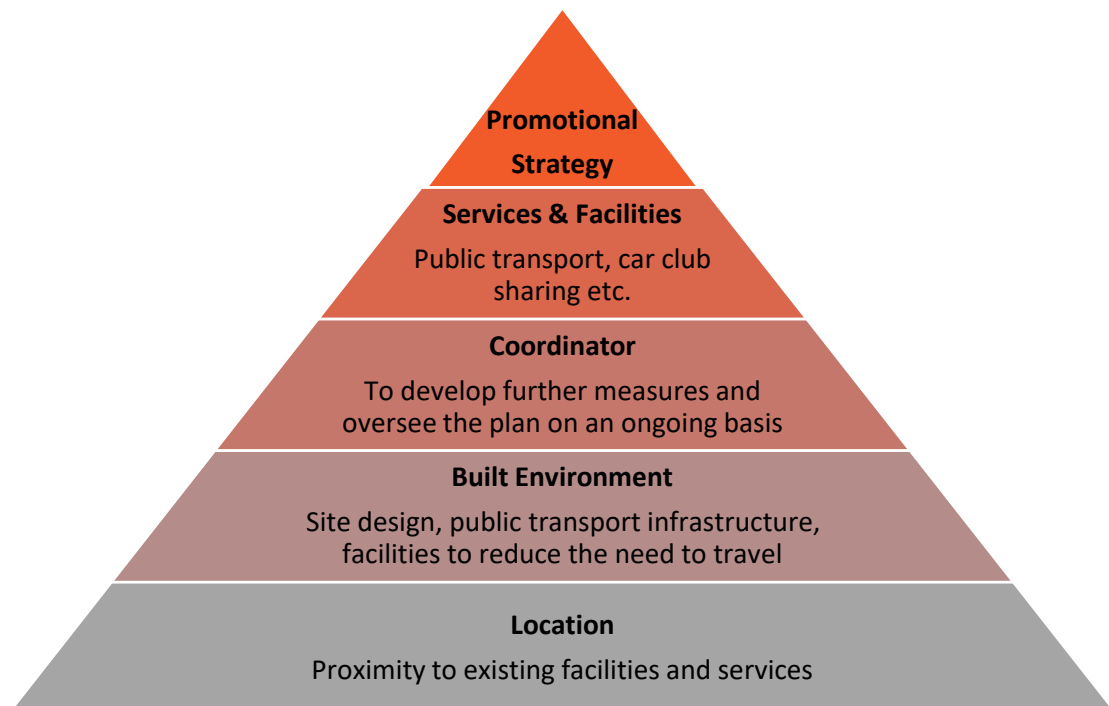 Promotional
Strategy
Services & Facilities
Public transport, car club
sharing etc.
Coordinator
To develop further measures and
oversee the plan on an ongoing basis
Built Environment
Site design, public transport infrastructure,
facilities to reduce the need to travel
Location
Proximity to existing facilities and services